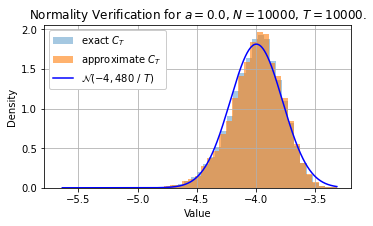 Normality Verification for a = 0.0, N = 10000, T = 10000.
exact C_T
approximate C_T
𝒩(−4, 480 / T)
Density
2.0
1.5
1.0
0.5
0.0
−5.5 −5.0 −4.5 −4.0 −3.5
Value